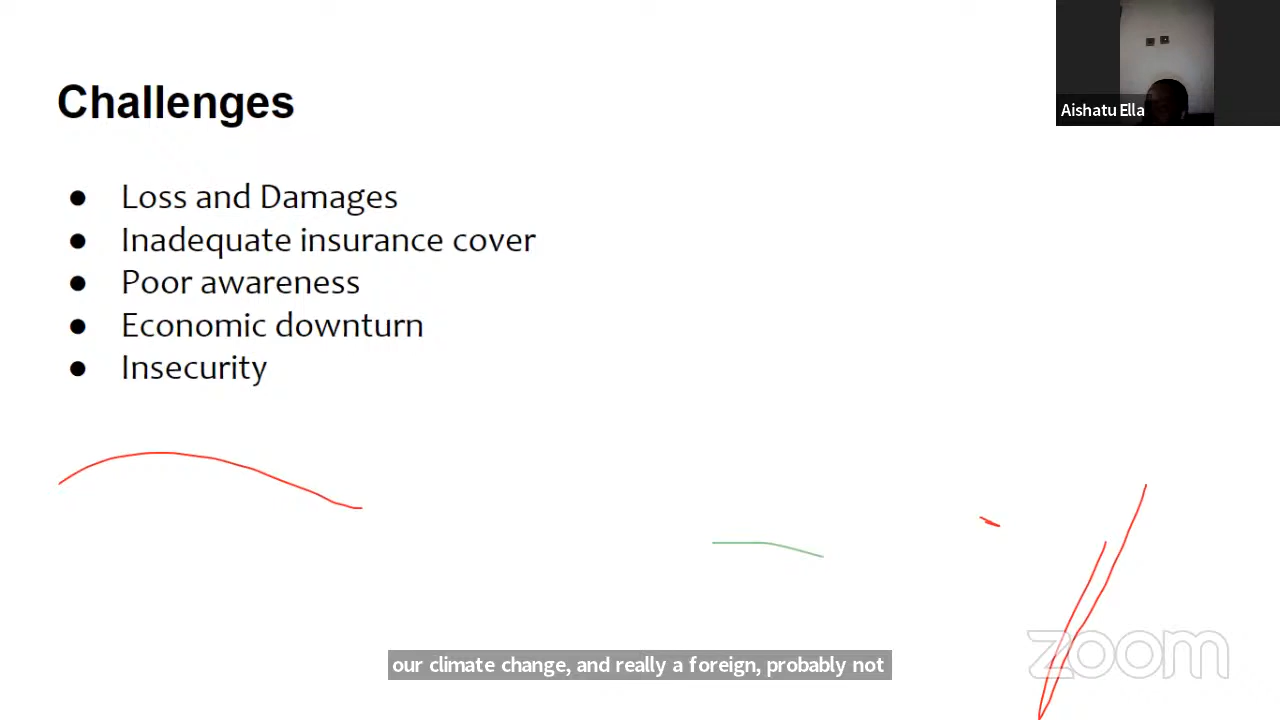 Challenges
Aishatu Ella
● Loss and Damages
● Inadequate insurance cover
● Poor awareness
● Economic downturn
● Insecurity
zoom
our climate change, and really a foreign, probably not